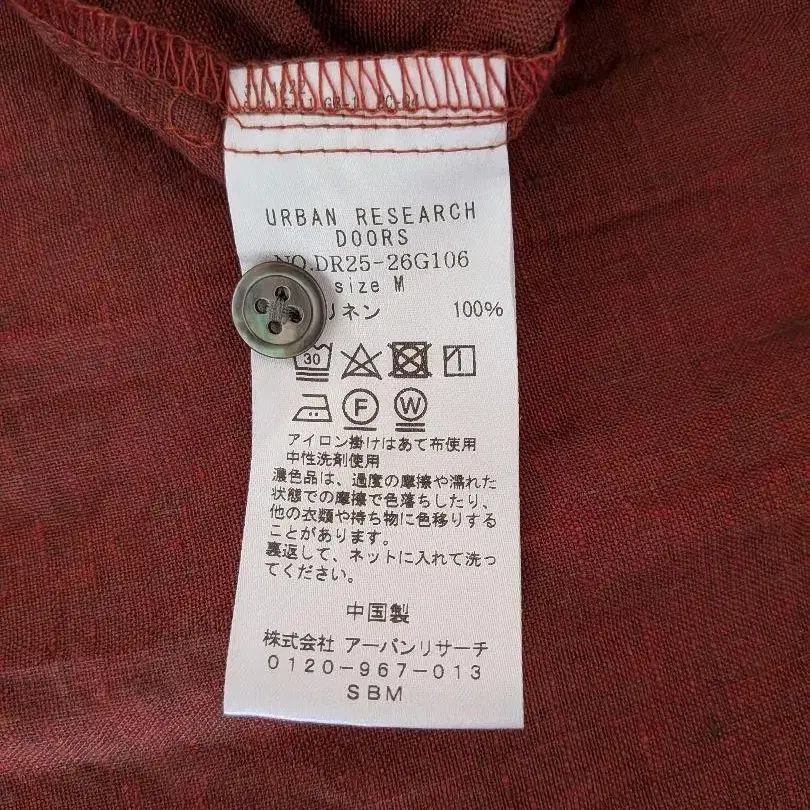 URBAN RESEARCH
DOORS
NO.DR25-26G106
size M
リネン 100%
30
F W
アイロン掛けはあて布使用
中性洗剤使用
濃色品は、過度の摩擦や濡れた
状態での摩擦で色落ちしたり、
他の衣類や持ち物に色移りする
ことがあります。
裏返して、ネットに入れて洗っ
てください。
中国製
株式会社 アーバンリサーチ
0120-967-013
SBM